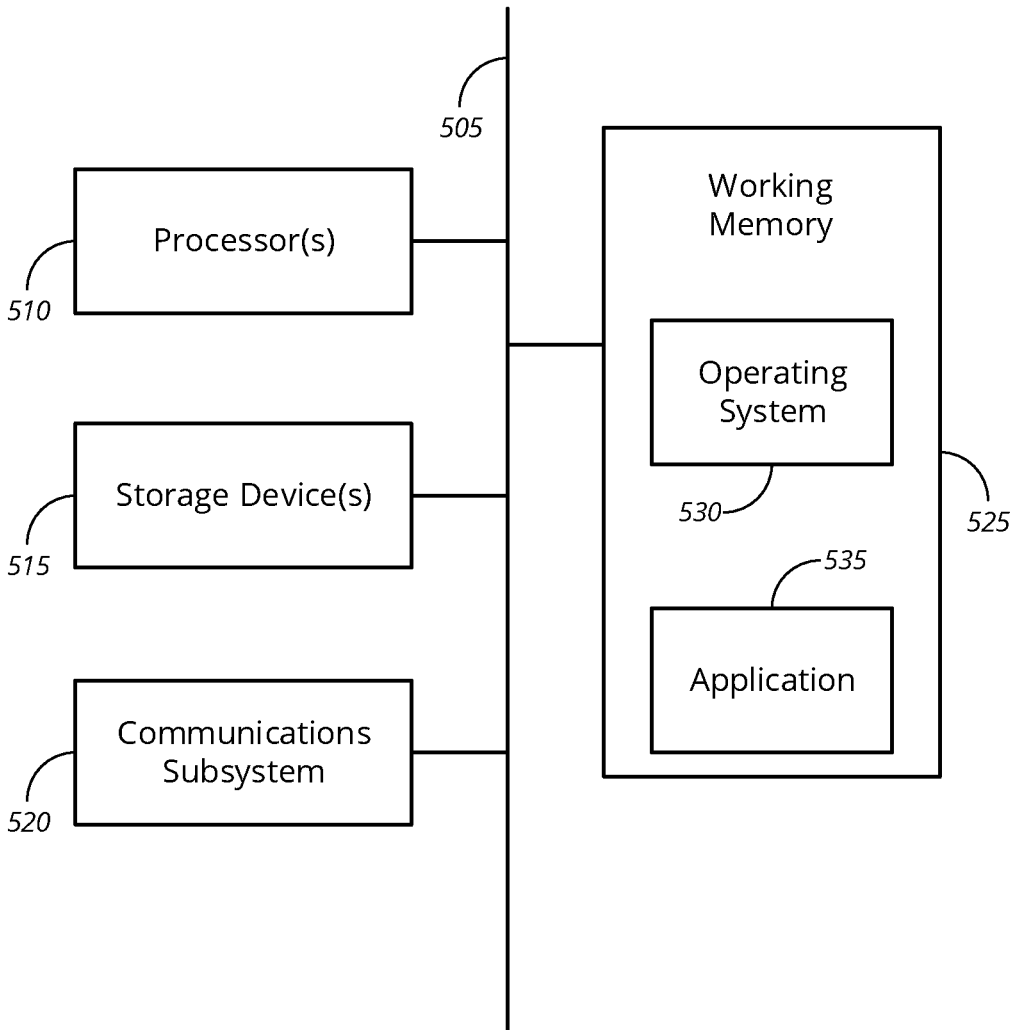 505
Processor(s)
510
Storage Device(s)
515
Communications
Subsystem
520
Working
Memory
Operating
System
530
525
535
Application